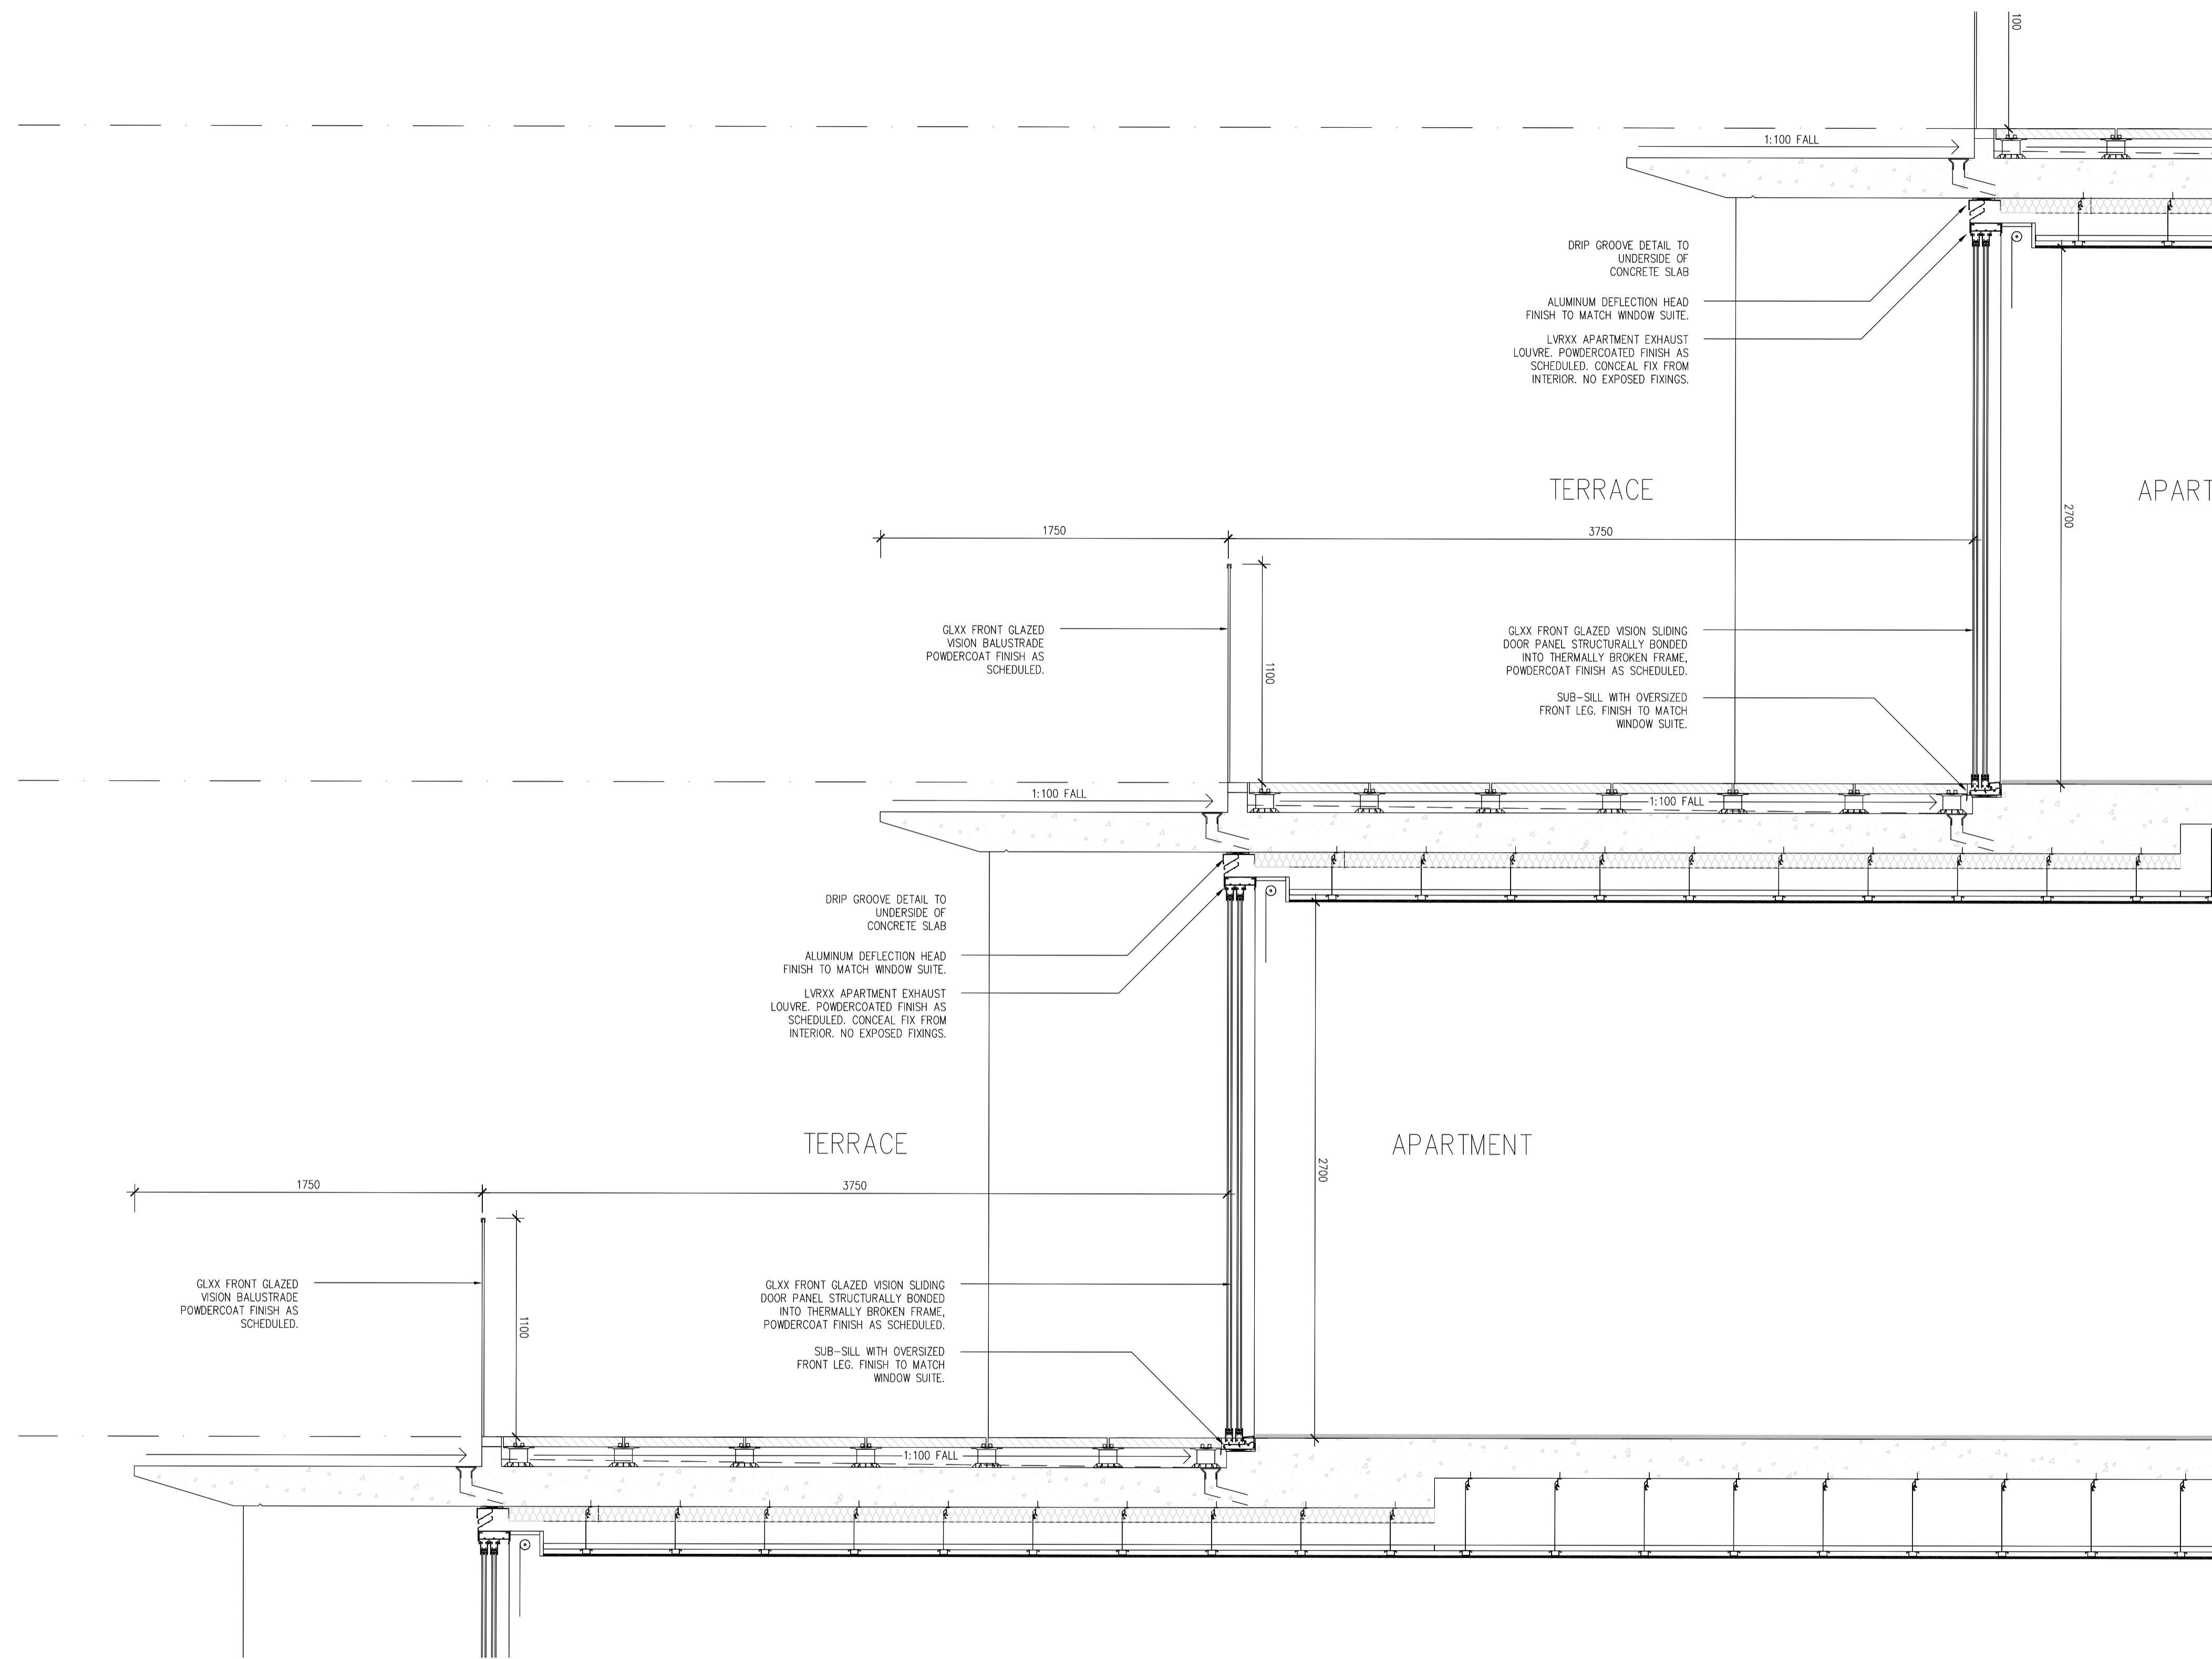 100
1:100 FALL
DRIP GROOVE DETAIL TO
UNDERSIDE OF
CONCRETE SLAB
ALUMINUM DEFLECTION HEAD
FINISH TO MATCH WINDOW SUITE.
LVRXX APARTMENT EXHAUST
LOUVRE. POWDERCOATED FINISH AS
SCHEDULED. CONCEAL FIX FROM
INTERIOR. NO EXPOSED FIXINGS.
TERRACE
APART
2700
1750
3750
GLXX FRONT GLAZED
VISION BALUSTRADE
POWDERCOAT FINISH AS
SCHEDULED.
1100
GLXX FRONT GLAZED VISION SLIDING
DOOR PANEL STRUCTURALLY BONDED
INTO THERMALLY BROKEN FRAME,
POWDERCOAT FINISH AS SCHEDULED.
SUB-SILL WITH OVERSIZED
FRONT LEG. FINISH TO MATCH
WINDOW SUITE.
1:100 FALL
1:100 FALL
DRIP GROOVE DETAIL TO
UNDERSIDE OF
CONCRETE SLAB
ALUMINUM DEFLECTION HEAD
FINISH TO MATCH WINDOW SUITE.
LVRXX APARTMENT EXHAUST
LOUVRE. POWDERCOATED FINISH AS
SCHEDULED. CONCEAL FIX FROM
INTERIOR. NO EXPOSED FIXINGS.
TERRACE
APARTMENT
2700
1750
3750
GLXX FRONT GLAZED
VISION BALUSTRADE
POWDERCOAT FINISH AS
SCHEDULED.
1100
GLXX FRONT GLAZED VISION SLIDING
DOOR PANEL STRUCTURALLY BONDED
INTO THERMALLY BROKEN FRAME,
POWDERCOAT FINISH AS SCHEDULED.
SUB-SILL WITH OVERSIZED
FRONT LEG. FINISH TO MATCH
WINDOW SUITE.
1:100 FALL